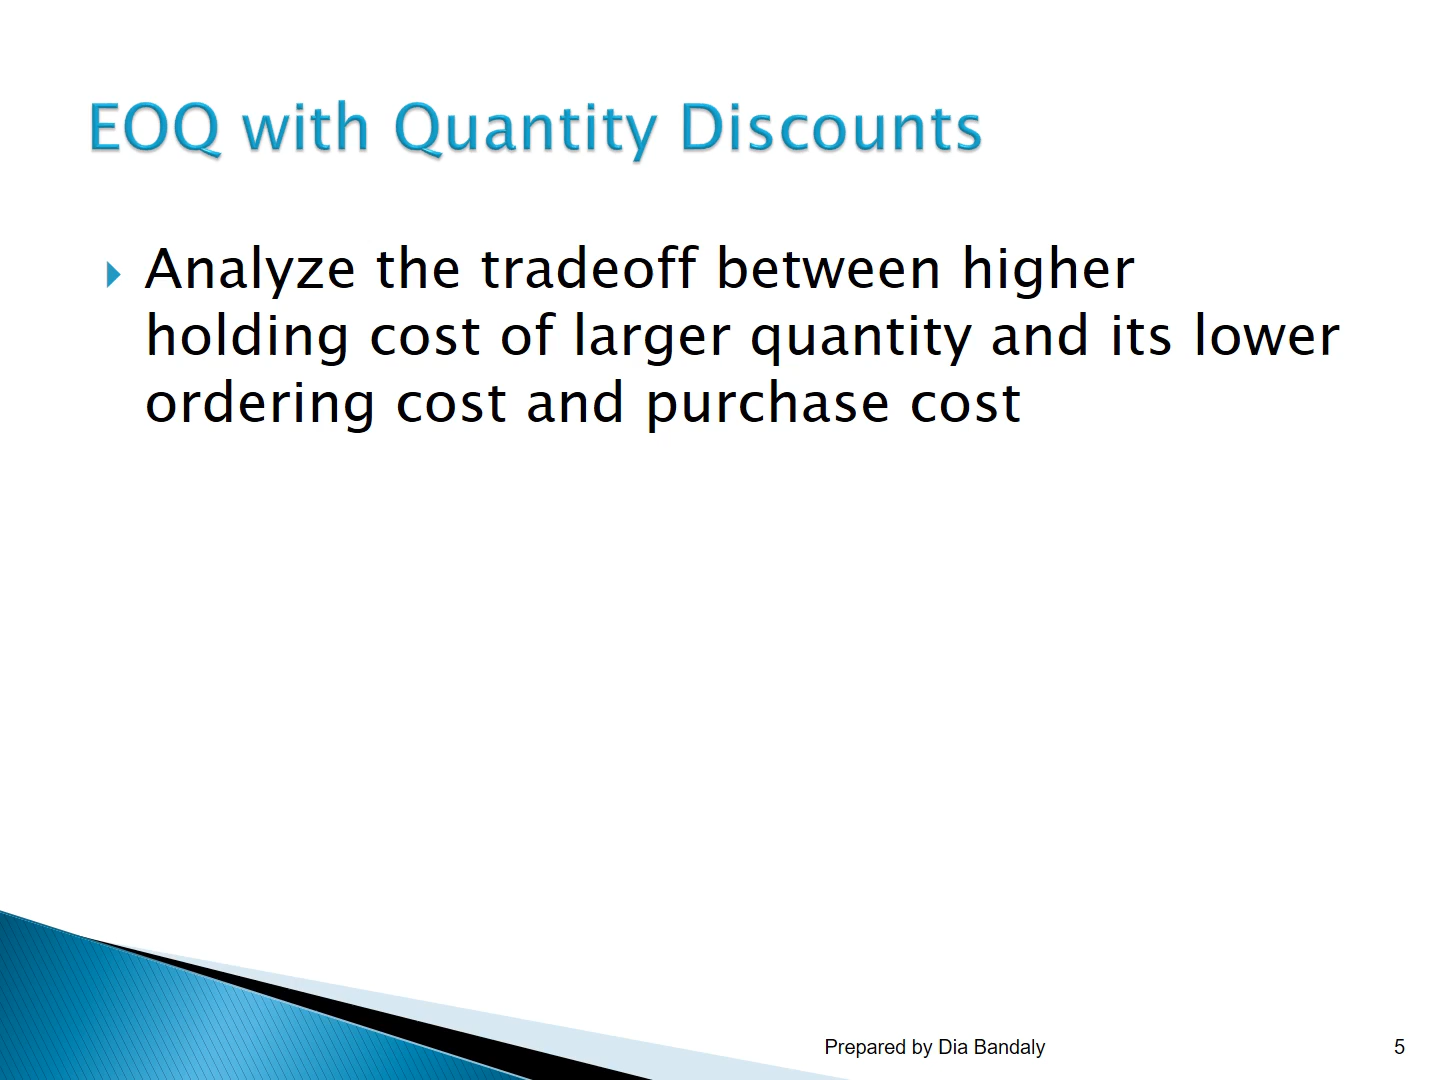 EOQ with Quantity Discounts
Analyze the tradeoff between higher
holding cost of larger quantity and its lower
ordering cost and purchase cost
Prepared by Dia Bandaly
5